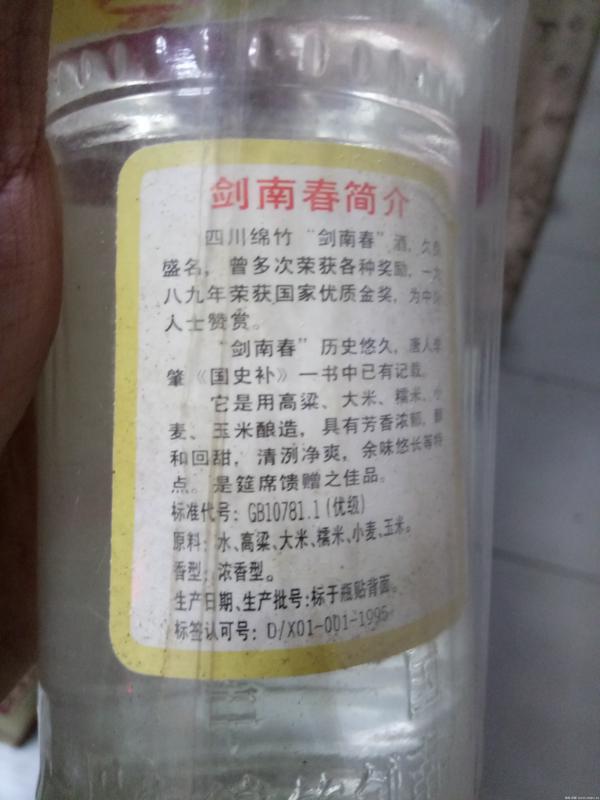 剑南春简介
四川绵竹“剑南春”酒,久负
盛名,曾多次荣获各种奖励,一九
八九年荣获国家优质金奖,为中外
人士赞赏。
“剑南春”历史悠久,唐人李
肇《国史补》一书中已有记载。
它是用高粱、大米、糯米、小
麦、玉米酿造,具有芳香浓郁,醇
和回甜,清洌净爽,余味悠长等特
点。是筵席馈赠之佳品。
标准代号:GB10781.1(优级)
原料:水、高粱、大米、糯米、小麦、玉米。
香型:浓香型。
生产日期、生产批号:标于瓶贴背面。
标签认可号:D/X01-001-1995